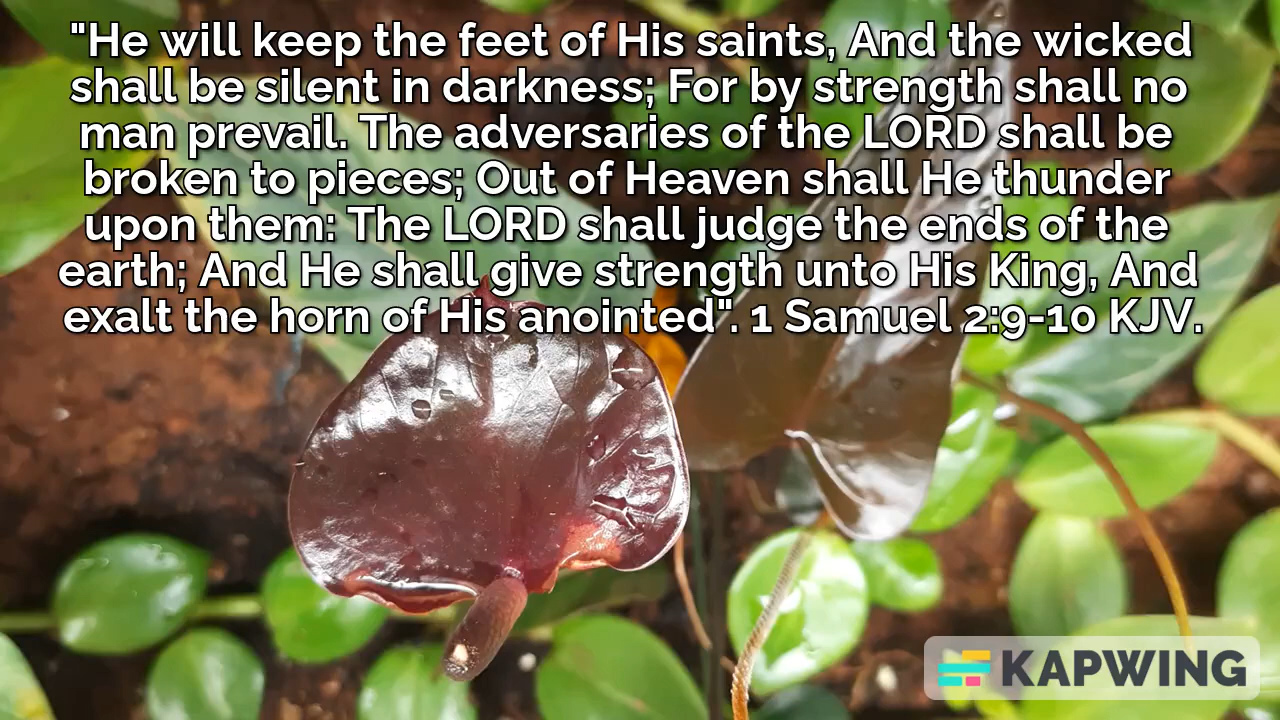 "He will keep the feet of His saints, And the wicked
shall be silent in darkness; For by strength shall no
man prevail. The adversaries of the LORD shall be
broken to pieces; Out of Heaven shall He thunder
upon them: The LORD shall judge the ends of the
earth; And He shall give strength unto His King, And
exalt the horn of His anointed". 1 Samuel 2:9-10 KJV.
KAPWING